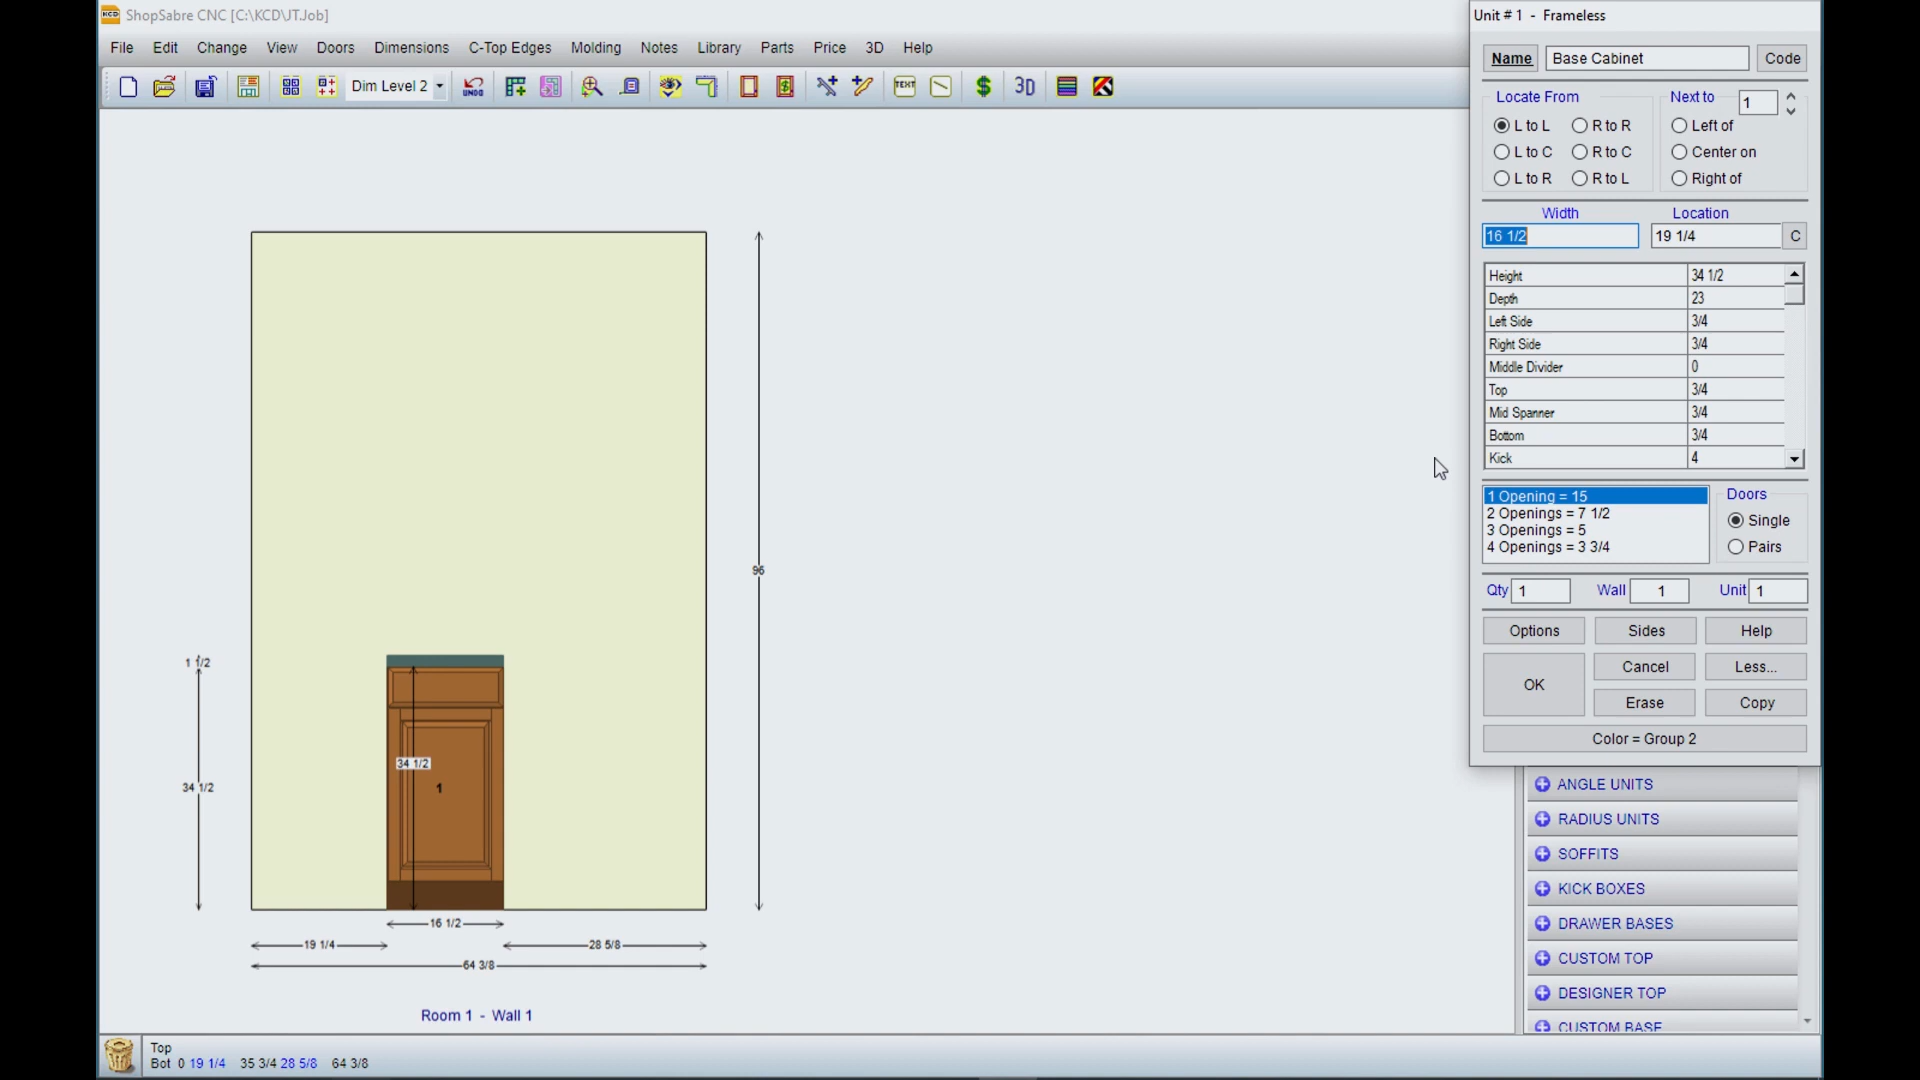 ShopSabre CNC [C:\KCD\JT.Job]
File Edit Change View Doors Dimensions C-Top Edges Molding Notes Library Parts Price 3D Help
Dim Level 2 UNDO TEXT $ 3D
96
1 1/2
34 1/2
34 1/2
1
16 1/2
19 1/4 28 5/8
64 3/8
Room 1 - Wall 1
Top
Bot 0 19 1/4 35 3/4 28 5/8 64 3/8
Unit # 1 - Frameless
Name Base Cabinet Code
Locate From Next to 1
L to L R to R Left of
L to C R to C Center on
L to R R to L Right of
Width Location
16 1/2 19 1/4 C
Height 34 1/2
Depth 23
Left Side 3/4
Right Side 3/4
Middle Divider 0
Top 3/4
Mid Spanner 3/4
Bottom 3/4
Kick 4
1 Opening = 15
2 Openings = 7 1/2
3 Openings = 5
4 Openings = 3 3/4
Doors
Single
Pairs
Qty 1 Wall 1 Unit 1
Options Sides Help
OK Cancel Less...
Erase Copy
Color = Group 2
ANGLE UNITS
RADIUS UNITS
SOFFITS
KICK BOXES
DRAWER BASES
CUSTOM TOP
DESIGNER TOP
CUSTOM BASE